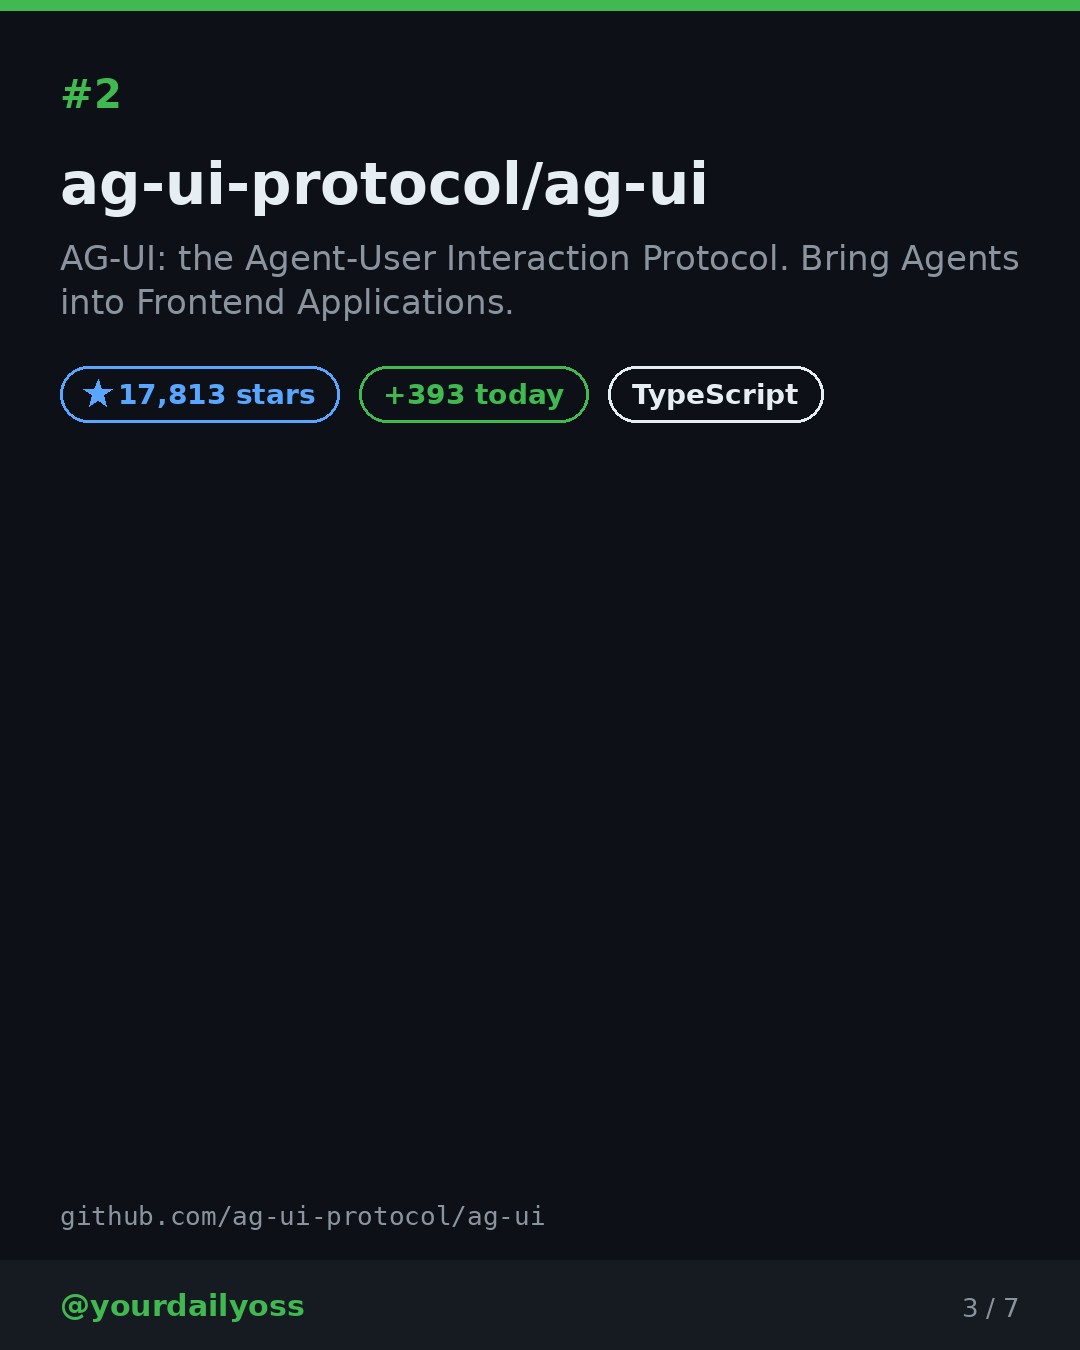 #2
ag-ui-protocol/ag-ui
AG-UI: the Agent-User Interaction Protocol. Bring Agents
into Frontend Applications.
★ 17,813 stars
+393 today
TypeScript
github.com/ag-ui-protocol/ag-ui
@yourdailyoss
3 / 7